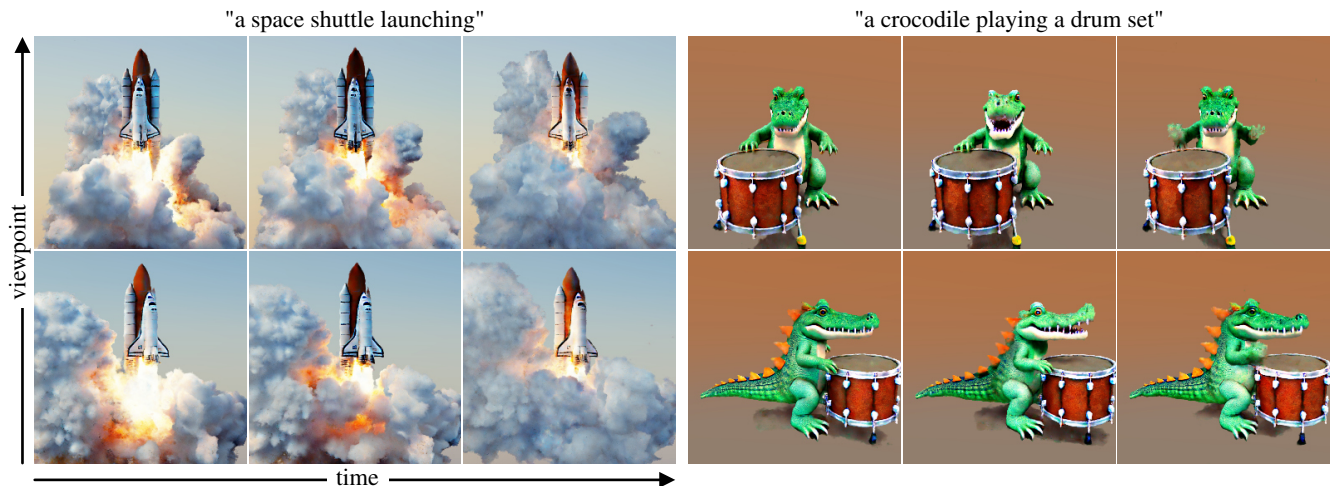 "a space shuttle launching"
"a crocodile playing a drum set"
viewpoint
time